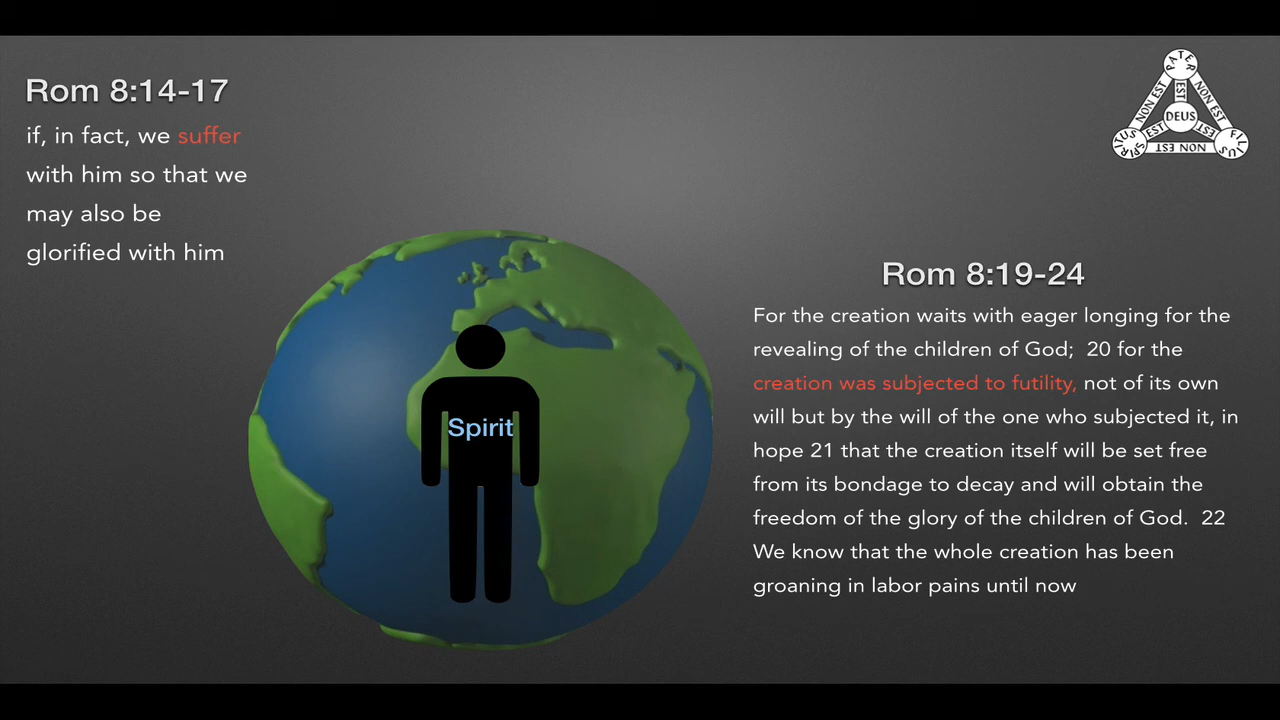 Rom 8:14-17
if, in fact, we suffer
with him so that we
may also be
glorified with him
PATER
NON EST
EST
NON EST
DEUS
EST
EST
SPIRITUS
NON EST
FILIUS
Spirit
Rom 8:19-24
For the creation waits with eager longing for the
revealing of the children of God;  20 for the
creation was subjected to futility, not of its own
will but by the will of the one who subjected it, in
hope 21 that the creation itself will be set free
from its bondage to decay and will obtain the
freedom of the glory of the children of God.  22
We know that the whole creation has been
groaning in labor pains until now